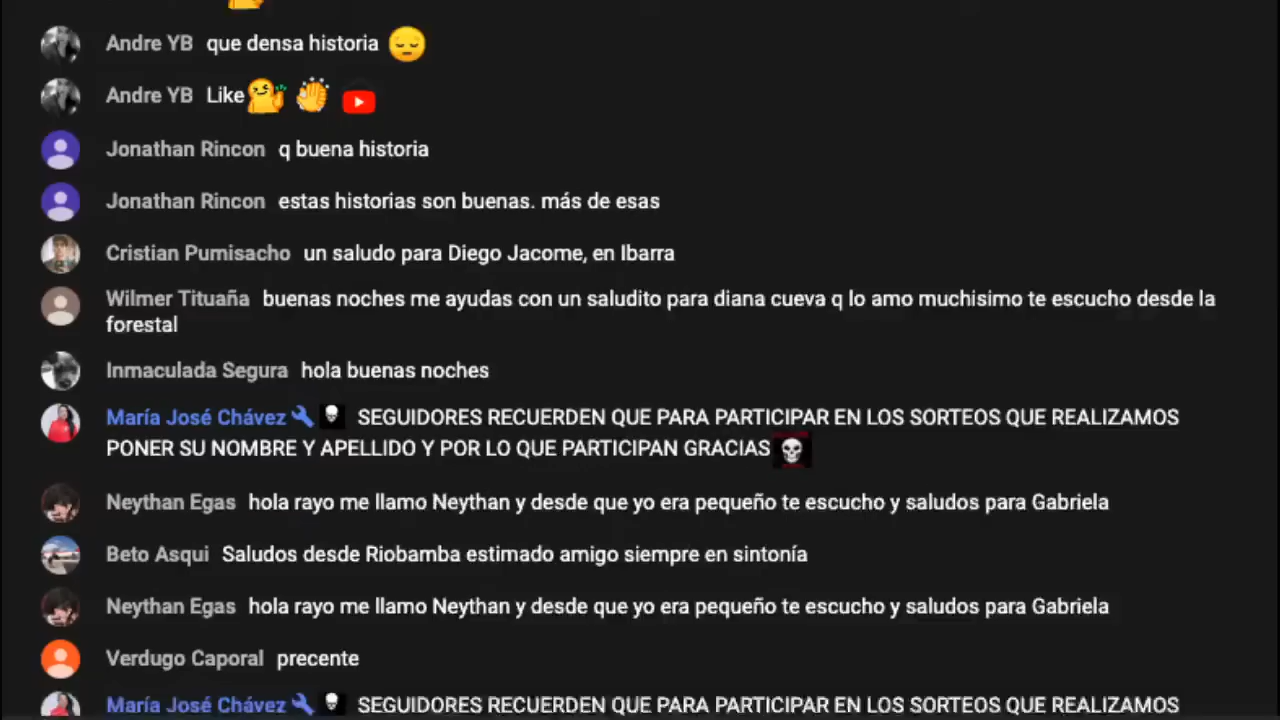 Andre YB que densa historia
Andre YB Like
Jonathan Rincon q buena historia
Jonathan Rincon estas historias son buenas. más de esas
Cristian Pumisacho un saludo para Diego Jacome, en Ibarra
Wilmer Tituaña buenas noches me ayudas con un saludito para diana cueva q lo amo muchisimo te escucho desde la
forestal
Inmaculada Segura hola buenas noches
María José Chávez SEGUIDORES RECUERDEN QUE PARA PARTICIPAR EN LOS SORTEOS QUE REALIZAMOS
PONER SU NOMBRE Y APELLIDO Y POR LO QUE PARTICIPAN GRACIAS
Neythan Egas hola rayo me llamo Neythan y desde que yo era pequeño te escucho y saludos para Gabriela
Beto Asqui Saludos desde Riobamba estimado amigo siempre en sintonía
Neythan Egas hola rayo me llamo Neythan y desde que yo era pequeño te escucho y saludos para Gabriela
Verdugo Caporal precente
María José Chávez SEGUIDORES RECUERDEN QUE PARA PARTICIPAR EN LOS SORTEOS QUE REALIZAMOS